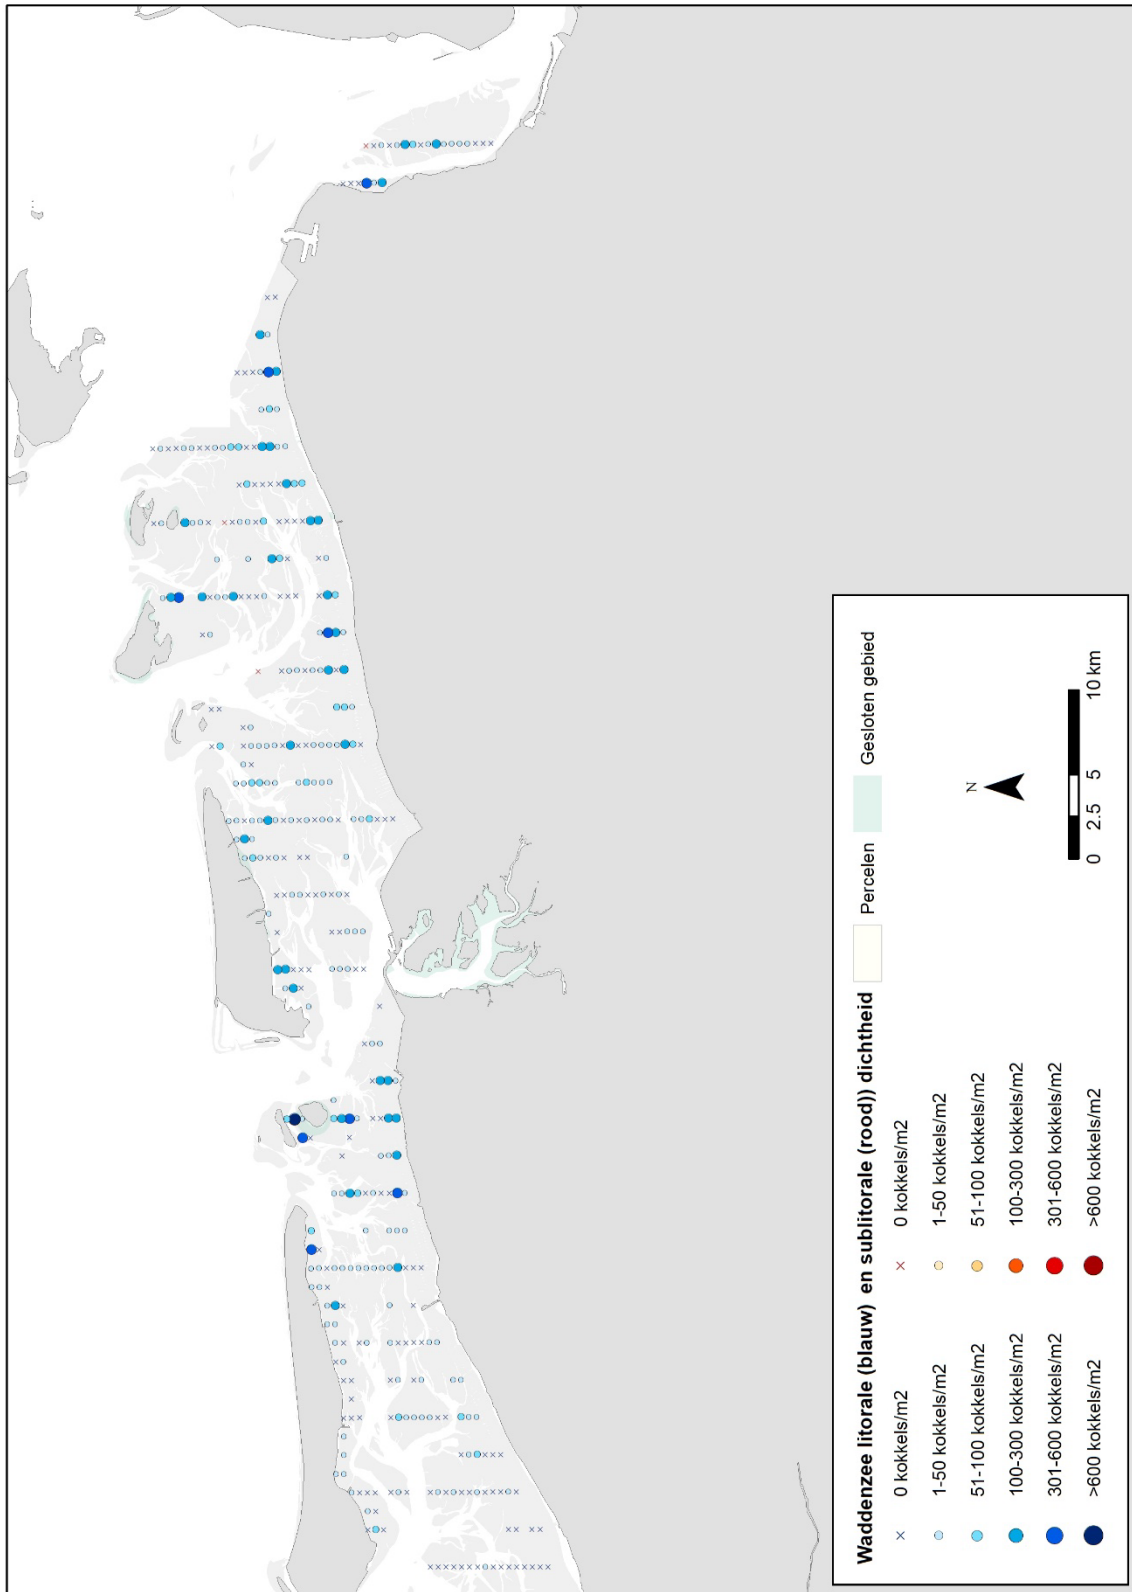 N
Waddenzee litorale (blauw) en sublitorale (rood)) dichtheid
Percelen
Gesloten gebied
0 kokkels/m2
1-50 kokkels/m2
51-100 kokkels/m2
100-300 kokkels/m2
301-600 kokkels/m2
>600 kokkels/m2
0 kokkels/m2
1-50 kokkels/m2
51-100 kokkels/m2
100-300 kokkels/m2
301-600 kokkels/m2
>600 kokkels/m2
0 2.5 5 10 km